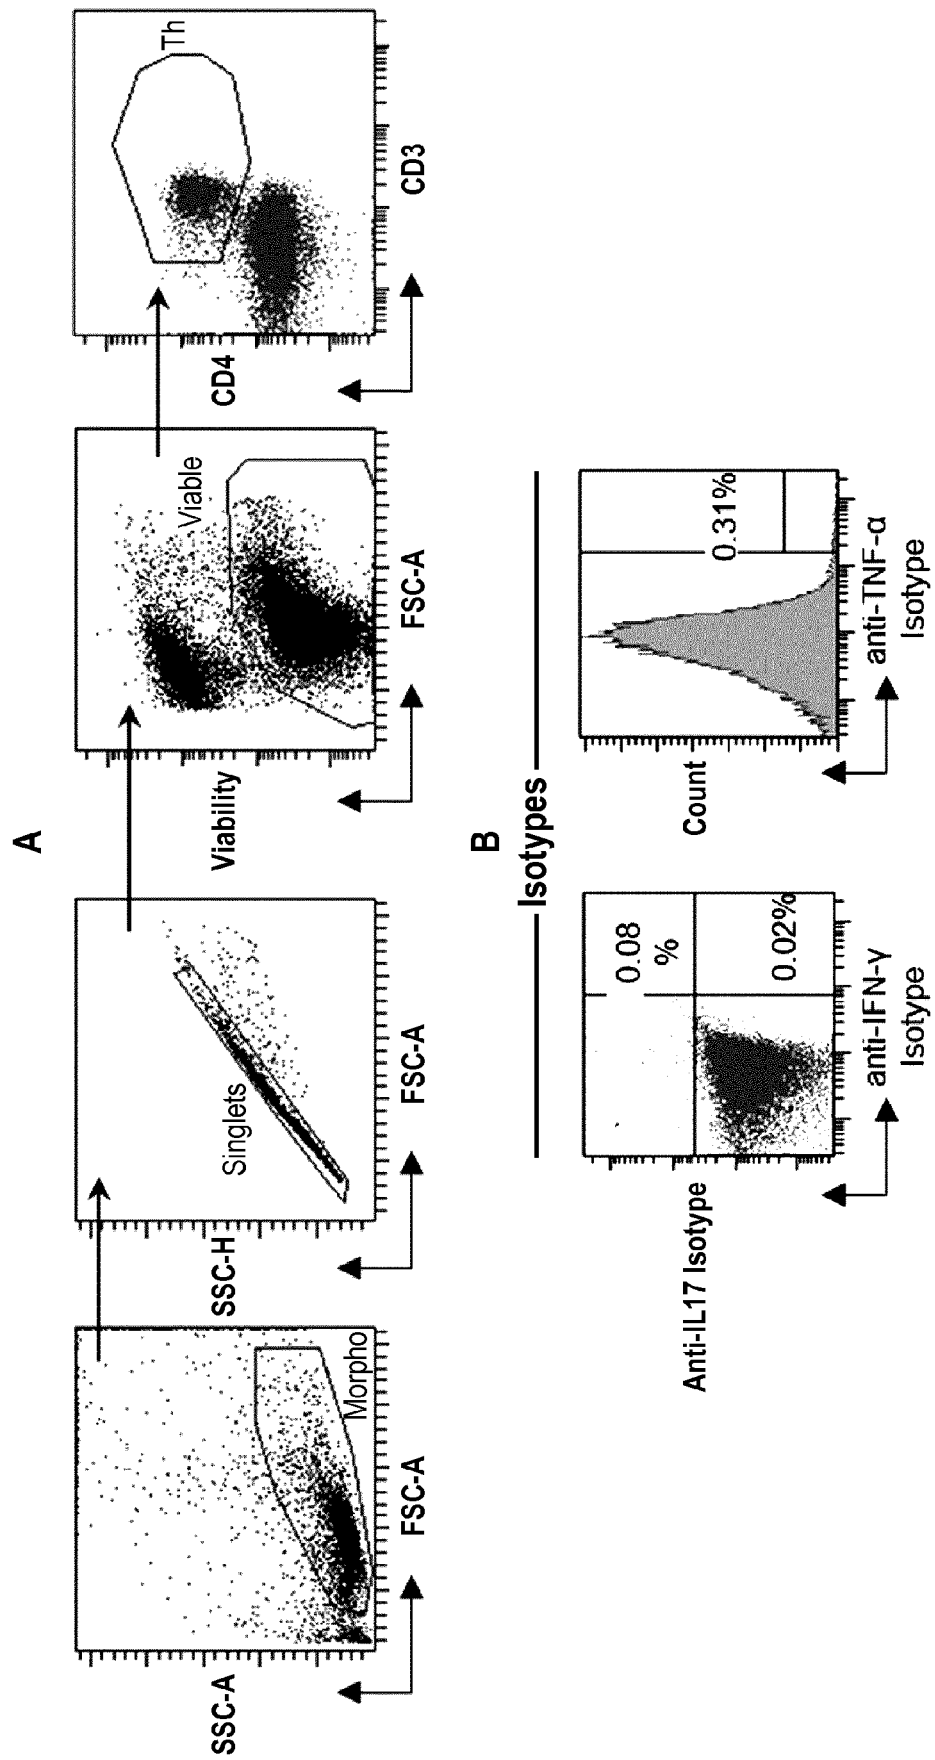 A
SSC-A
Morpho
FSC-A
SSC-H
Singlets
FSC-A
Viability
Viable
FSC-A
CD4
Th
CD3
B
Isotypes
Anti-IL17 Isotype
0.08
%
0.02%
anti-IFN-γ
Isotype
Count
0.31%
anti-TNF-α
Isotype